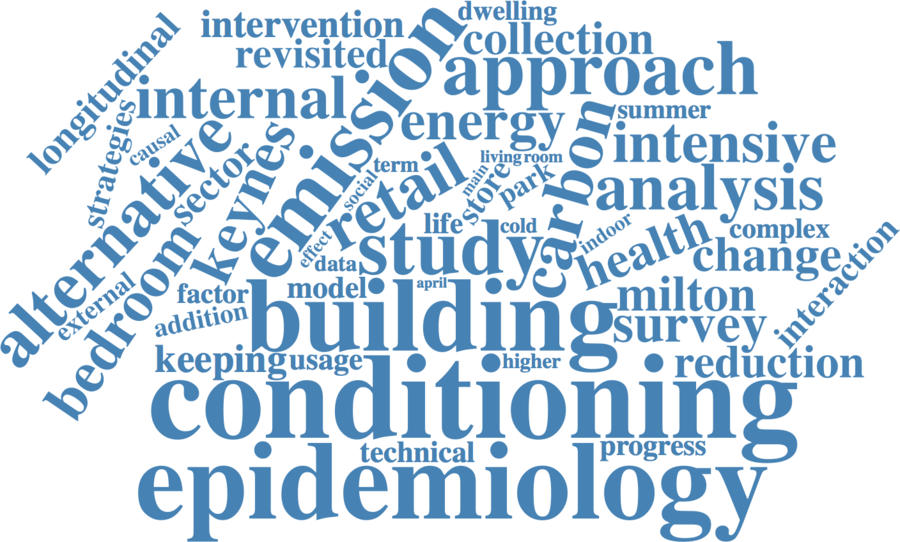 dwelling
intervention
collection
revisited
longitudinal
emission
approach
internal
summer
energy
carbon
strategies
causal
alternative
sector
keynes
intensive
term
living room
main
store
park
social
retail
analysis
life
cold
indoor
health
complex
effect
study
data
change
interaction
bedroom
external
factor
model
april
milton
addition
building
survey
keeping
usage
higher
reduction
conditioning
technical
progress
epidemiology